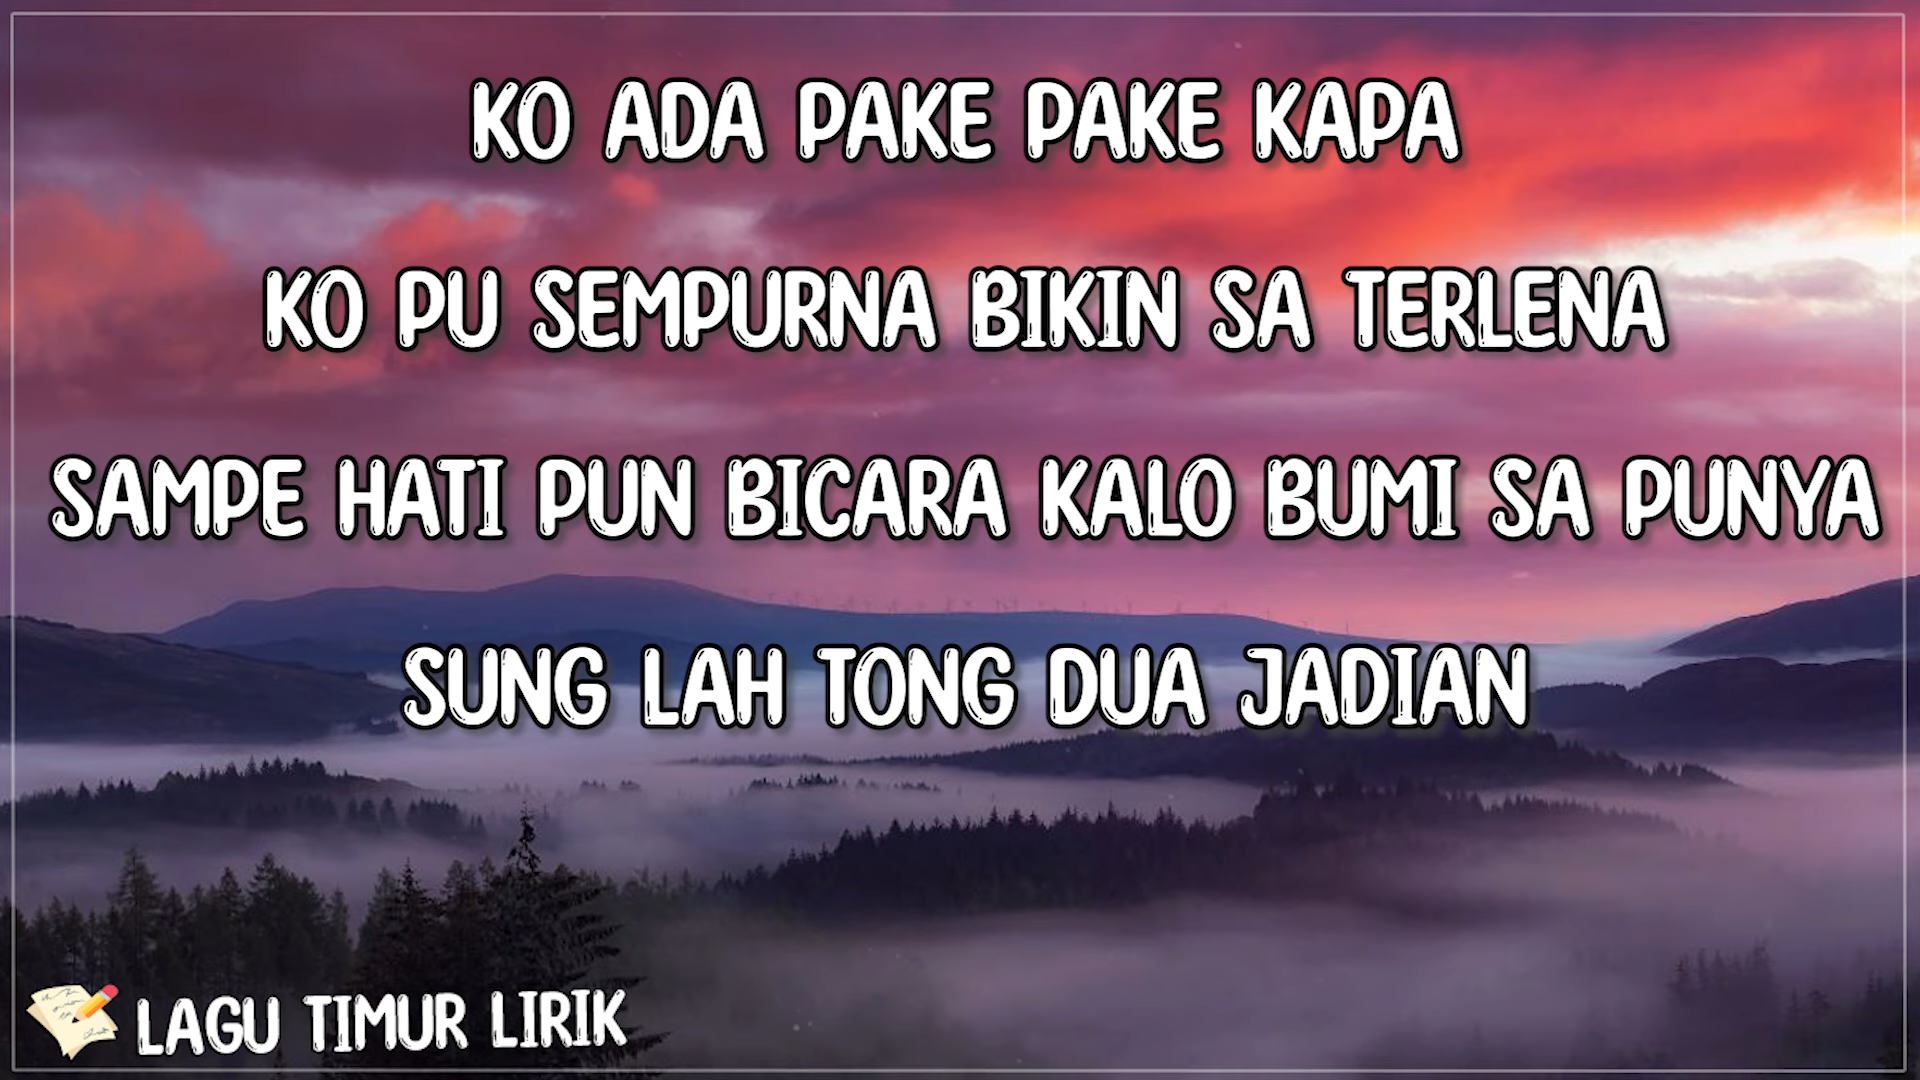 KO ADA PAKE PAKE KAPA
KO PU SEMPURNA BIKIN SA TERLENA
SAMPE HATI PUN BICARA KALO BUMI SA PUNYA
SUNG LAH TONG DUA JADIAN
LAGU TIMUR LIRIK